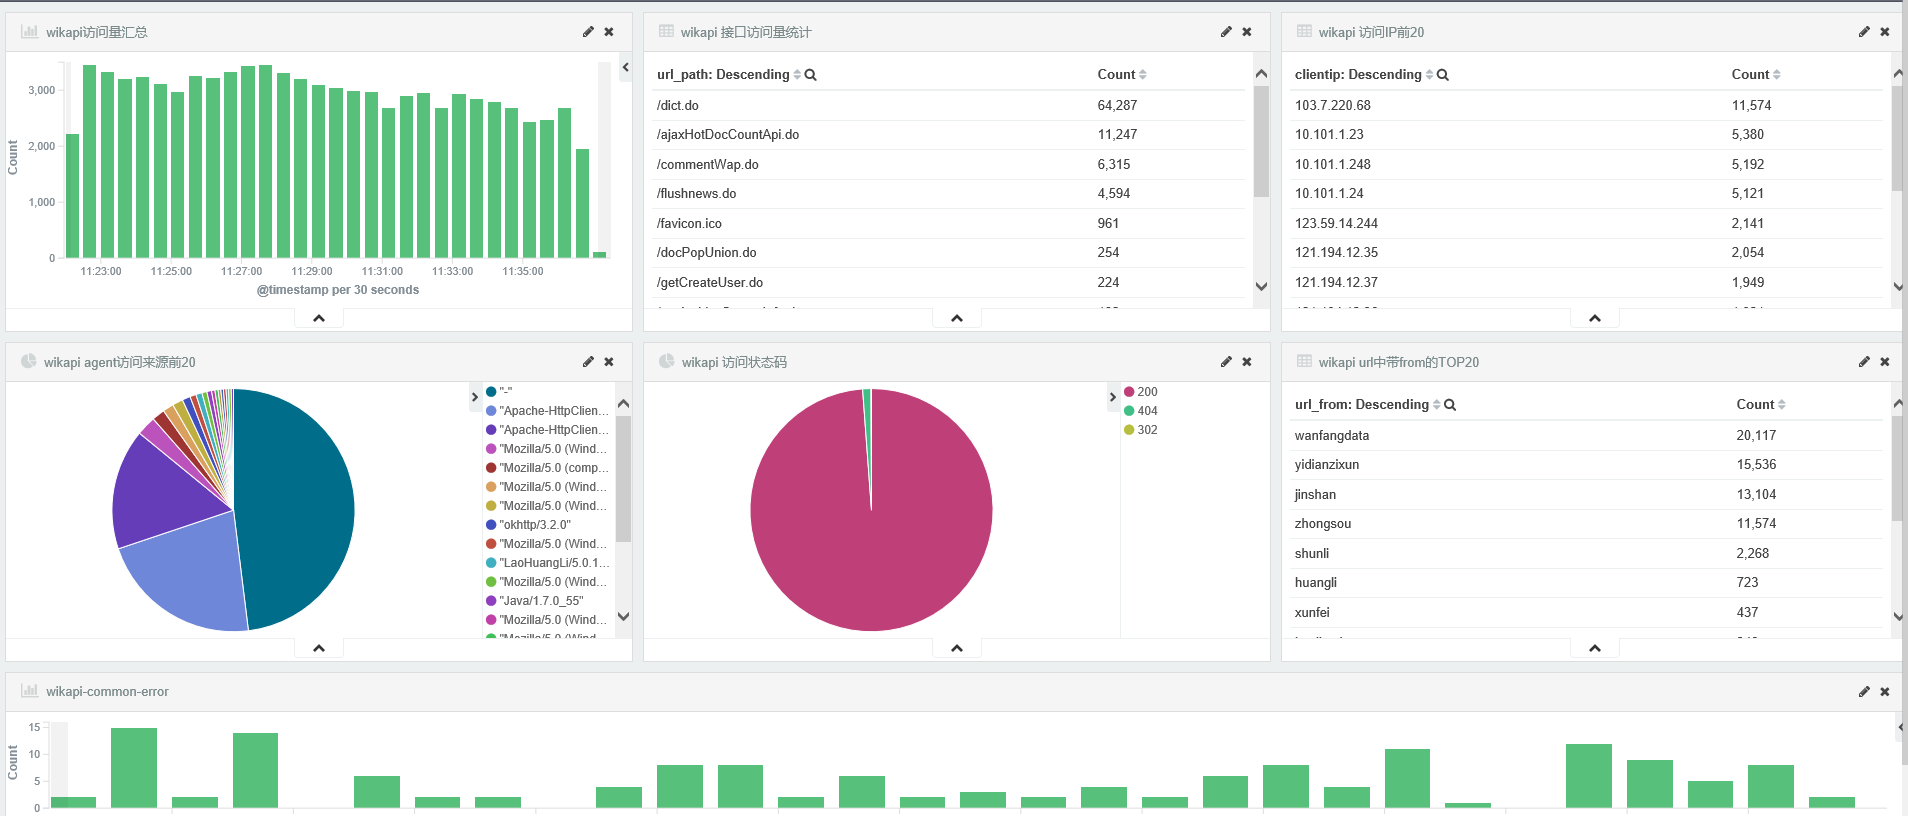 wikapi访问量汇总
Count
3,000
2,000
1,000
0
11:23:00 11:25:00 11:27:00 11:29:00 11:31:00 11:33:00 11:35:00
@timestamp per 30 seconds
wikapi 接口访问量统计
url_path: Descending Count
/dict.do 64,287
/ajaxHotDocCountApi.do 11,247
/commentWap.do 6,315
/flushnews.do 4,594
/favicon.ico 961
/docPopUnion.do 254
/getCreateUser.do 224
wikapi 访问IP前20
clientip: Descending Count
103.7.220.68 11,574
10.101.1.23 5,380
10.101.1.248 5,192
10.101.1.24 5,121
123.59.14.244 2,141
121.194.12.35 2,054
121.194.12.37 1,949
wikapi agent访问来源前20
"-"
"Apache-HttpClien...
"Apache-HttpClien...
"Mozilla/5.0 (Wind...
"Mozilla/5.0 (comp...
"Mozilla/5.0 (Wind...
"Mozilla/5.0 (Wind...
"okhttp/3.2.0"
"Mozilla/5.0 (Wind...
"LaoHuangLi/5.0.1...
"Mozilla/5.0 (Wind...
"Java/1.7.0_55"
"Mozilla/5.0 (Wind...
"Mozilla/5.0 (Wind...
wikapi 访问状态码
200
404
302
wikapi url中带from的TOP20
url_from: Descending Count
wanfangdata 20,117
yidianzixun 15,536
jinshan 13,104
zhongsou 11,574
shunli 2,268
huangli 723
xunfei 437
wikapi-common-error
Count
15
10
5
0